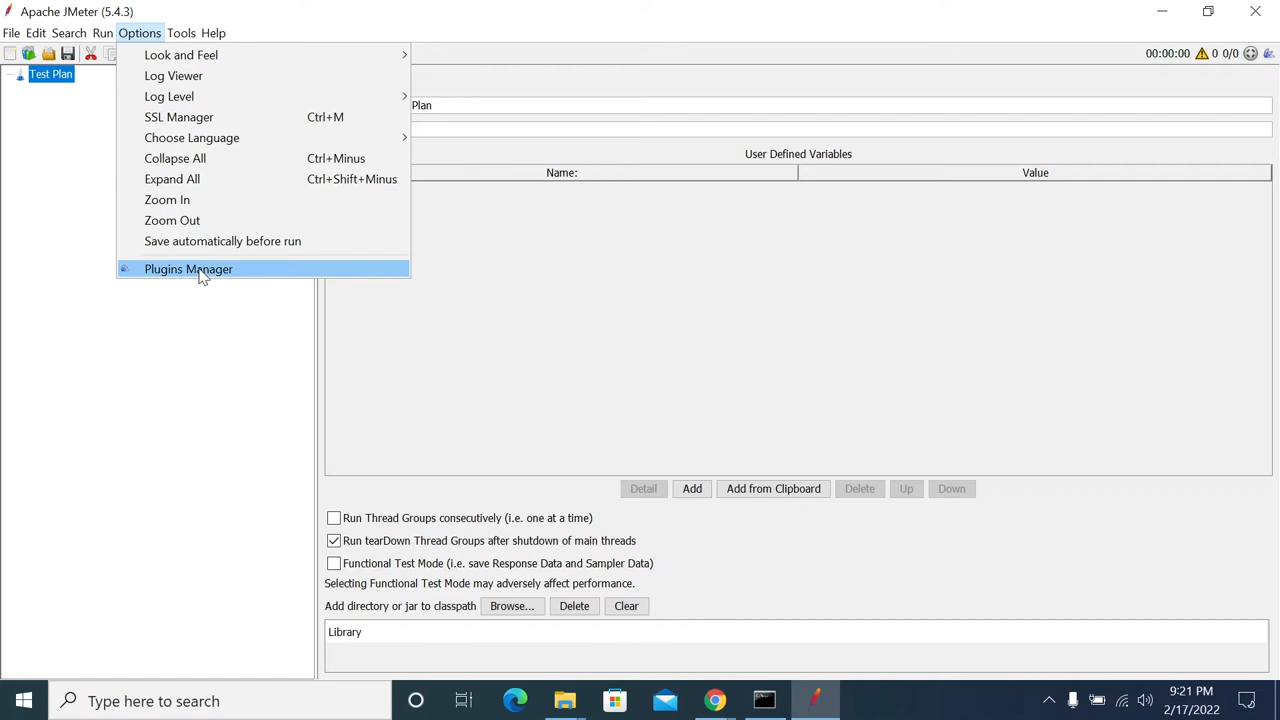 Apache JMeter (5.4.3)
File Edit Search Run Options Tools Help
00:00:00 0 0/0
Test Plan
Look and Feel
Log Viewer
Log Level
SSL Manager Ctrl+M
Choose Language
Collapse All Ctrl+Minus
Expand All Ctrl+Shift+Minus
Zoom In
Zoom Out
Save automatically before run
Plugins Manager
Plan
User Defined Variables
Name: Value
Detail Add Add from Clipboard Delete Up Down
Run Thread Groups consecutively (i.e. one at a time)
Run tearDown Thread Groups after shutdown of main threads
Functional Test Mode (i.e. save Response Data and Sampler Data)
Selecting Functional Test Mode may adversely affect performance.
Add directory or jar to classpath Browse... Delete Clear
Library
Type here to search
9:21 PM
2/17/2022